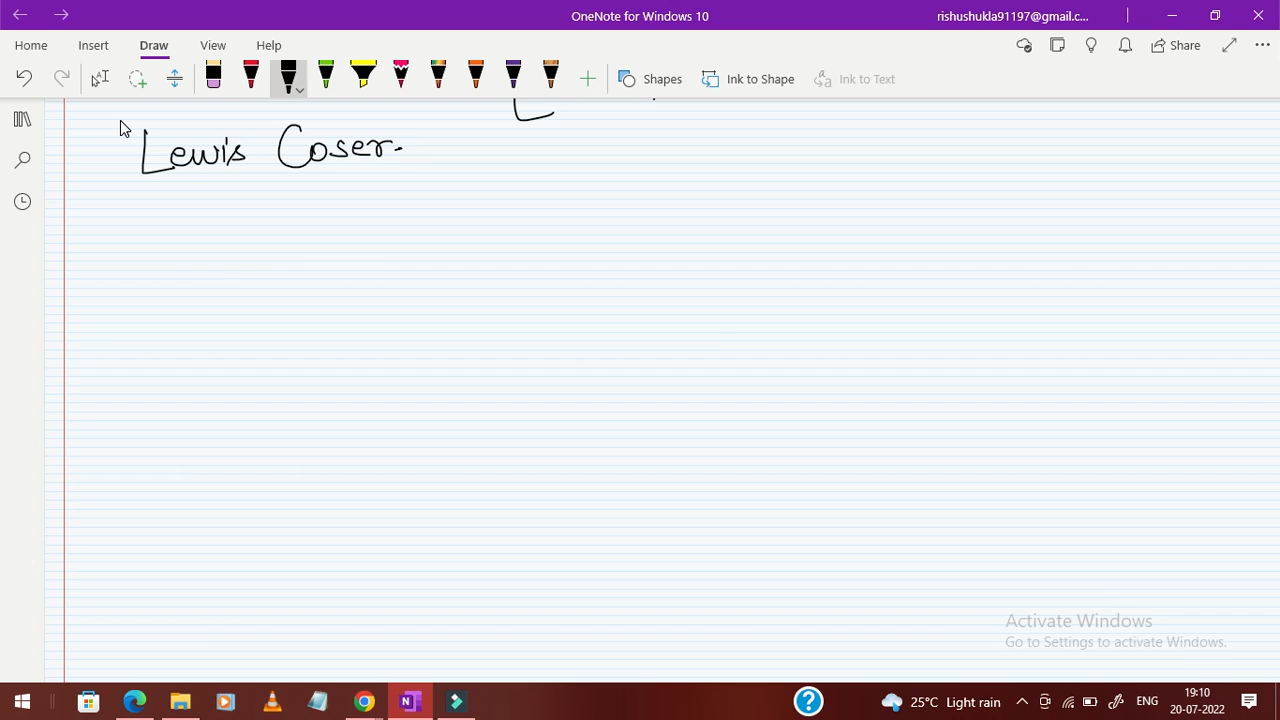 OneNote for Windows 10
rishushukla91197@gmail.c...
Home Insert Draw View Help
Share
Shapes Ink to Shape Ink to Text
Lewis Coser.
Activate Windows
Go to Settings to activate Windows.
25°C Light rain
ENG
19:10
20-07-2022